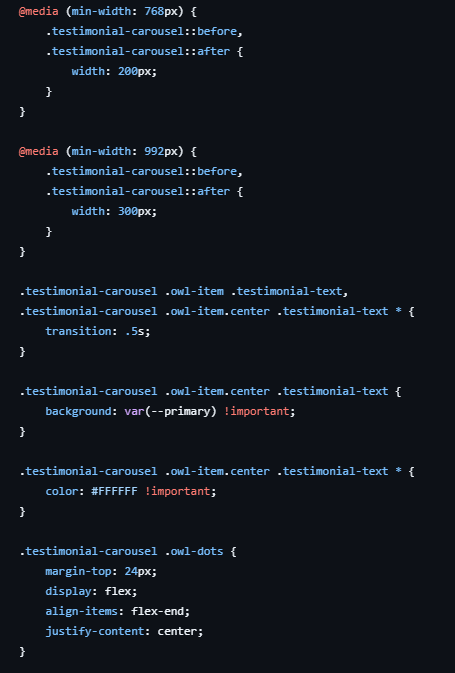 @media (min-width: 768px) {
    .testimonial-carousel::before,
    .testimonial-carousel::after {
        width: 200px;
    }
}

@media (min-width: 992px) {
    .testimonial-carousel::before,
    .testimonial-carousel::after {
        width: 300px;
    }
}

.testimonial-carousel .owl-item .testimonial-text,
.testimonial-carousel .owl-item.center .testimonial-text * {
    transition: .5s;
}

.testimonial-carousel .owl-item.center .testimonial-text {
    background: var(--primary) !important;
}

.testimonial-carousel .owl-item.center .testimonial-text * {
    color: #FFFFFF !important;
}

.testimonial-carousel .owl-dots {
    margin-top: 24px;
    display: flex;
    align-items: flex-end;
    justify-content: center;
}